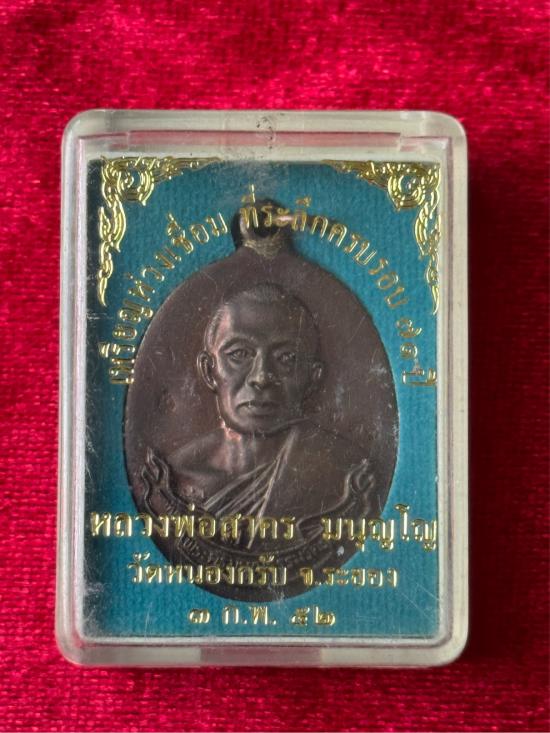 เหรียญห่วงเชื่อม ที่ระลึกครบรอบ ๗๑ ปี
หลวงพ่อสาคร มนุญโญ
วัดหนองกรับ จ.ระยอง
๓ ก.พ. ๕๒